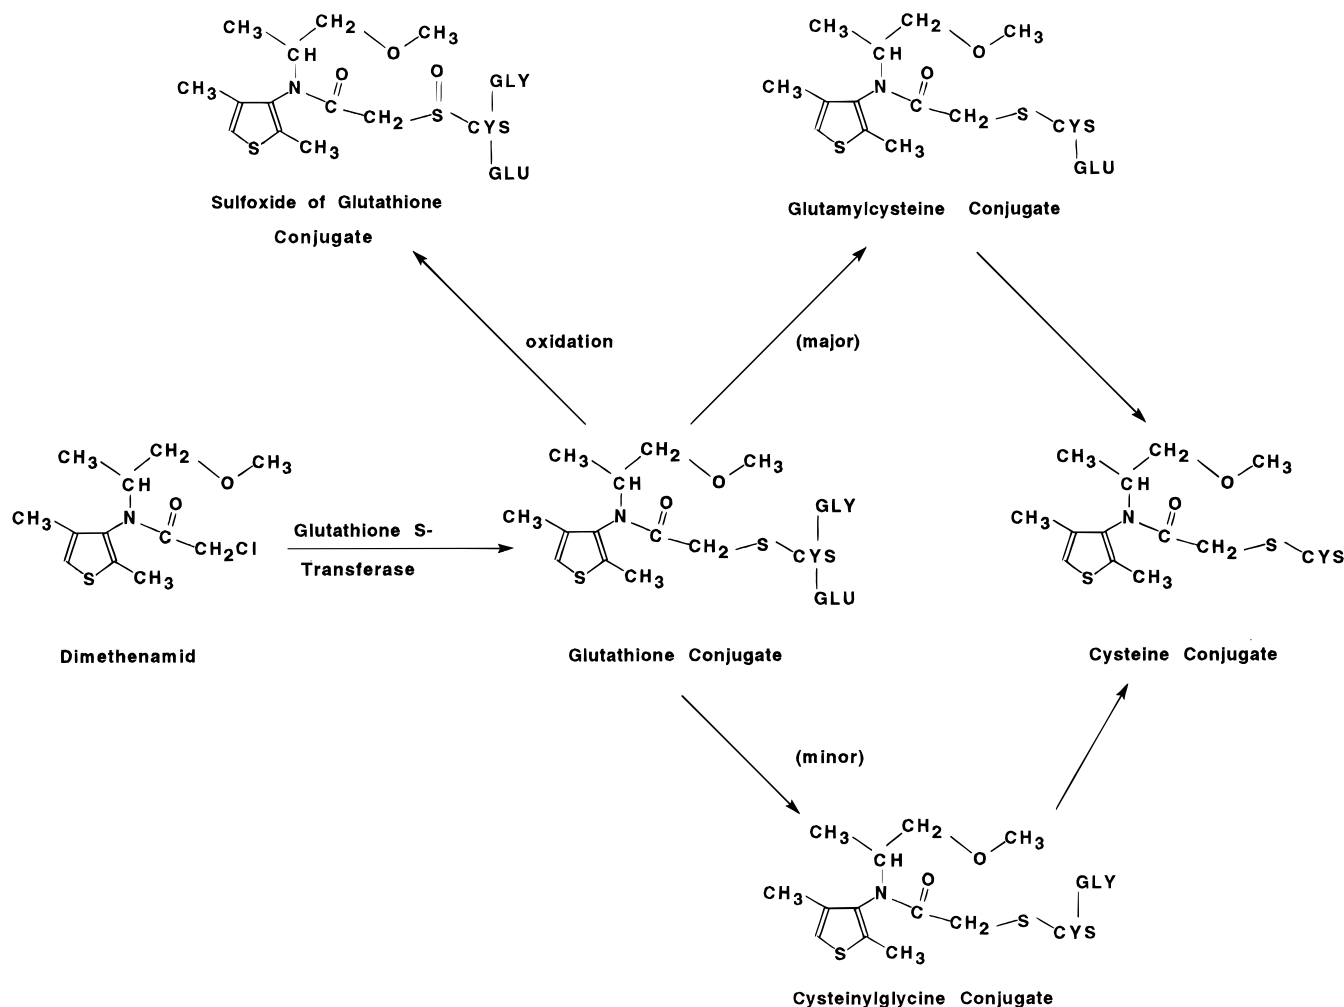 CH3 CH2 O CH3
CH
CH3 N O O GLY
C CH2 S CYS
S CH3 GLU
Sulfoxide of Glutathione
Conjugate
CH3 CH2 O CH3
CH
CH3 N O
C CH2 S CYS
S CH3 GLU
Glutamylcysteine Conjugate
oxidation
(major)
CH3 CH2 O CH3
CH
CH3 N O
C CH2Cl
S CH3
Dimethenamid
Glutathione S-
Transferase
CH3 CH2 O CH3
CH
CH3 N O GLY
C CH2 S CYS
S CH3 GLU
Glutathione Conjugate
CH3 CH2 O CH3
CH
CH3 N O
C CH2 S CYS
S CH3
Cysteine Conjugate
(minor)
CH3 CH2 O CH3
CH
CH3 N O GLY
C CH2 S CYS
S CH3
Cysteinylglycine Conjugate